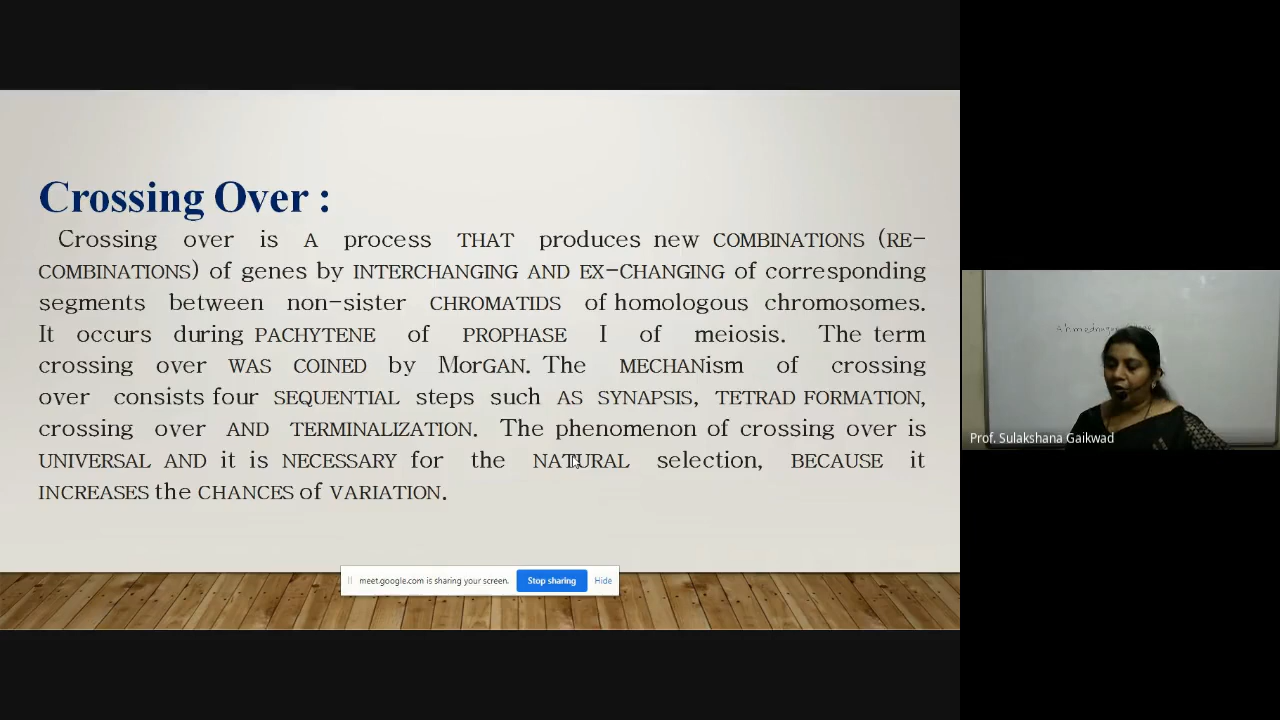 Crossing Over :
Crossing over is A process THAT produces new COMBINATIONS (RE-
COMBINATIONS) of genes by INTERCHANGING AND EX-CHANGING of corresponding
segments between non-sister CHROMATIDS of homologous chromosomes.
It occurs during PACHYTENE of PROPHASE I of meiosis. The term
crossing over WAS COINED by MorGAN. The MECHANism of crossing
over consists four SEQUENTIAL steps such AS SYNAPSIS, TETRAD FORMATION,
crossing over AND TERMINALIZATION. The phenomenon of crossing over is
UNIVERSAL AND it is NECESSARY for the NATURAL selection, BECAUSE it
INCREASES the CHANCES of VARIATION.
meet.google.com is sharing your screen. Stop sharing Hide
Prof. Sulakshana Gaikwad